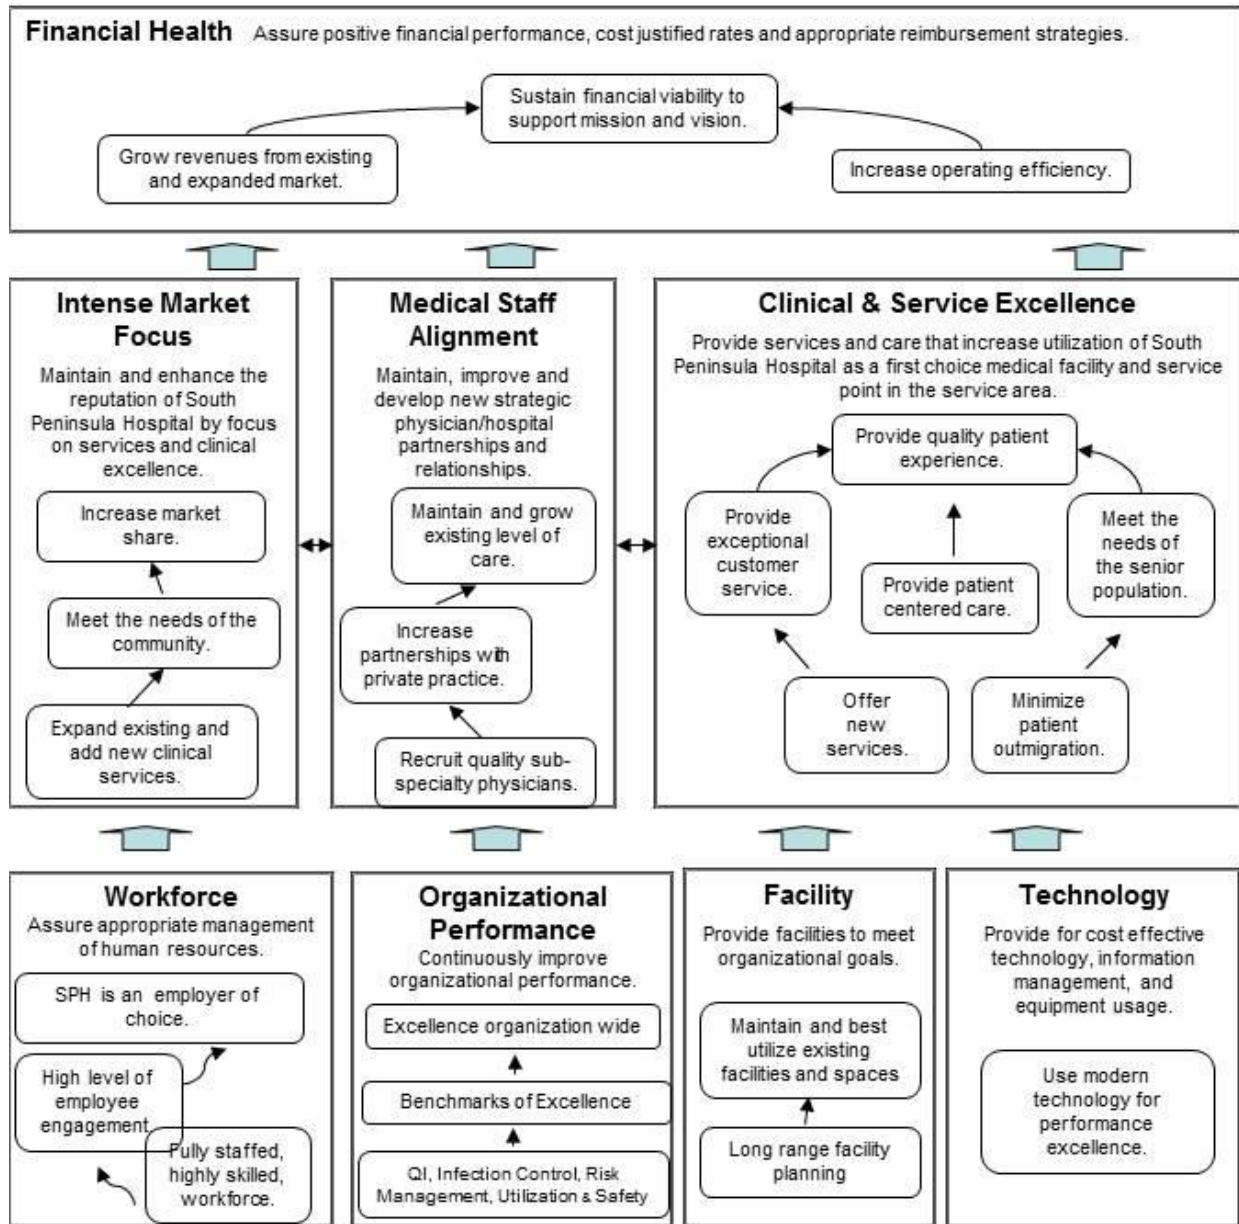 Financial Health Assure positive financial performance, cost justified rates and appropriate reimbursement strategies.
Sustain financial viability to
support mission and vision.
Grow revenues from existing
and expanded market.
Increase operating efficiency.
Intense Market
Focus
Maintain and enhance the
reputation of South
Peninsula Hospital by focus
on services and clinical
excellence.
Increase market
share.
Meet the needs of the
community.
Expand existing and
add new clinical
services.
Medical Staff
Alignment
Maintain, improve and
develop new strategic
physician/hospital
partnerships and
relationships.
Maintain and grow
existing level of
care.
Increase
partnerships with
private practice.
Recruit quality sub-
specialty physicians.
Clinical & Service Excellence
Provide services and care that increase utilization of South
Peninsula Hospital as a first choice medical facility and service
point in the service area.
Provide quality patient
experience.
Provide
exceptional
customer
service.
Provide patient
centered care.
Meet the
needs of
the senior
population.
Offer
new
services.
Minimize
patient
outmigration.
Workforce
Assure appropriate management
of human resources.
SPH is an employer of
choice.
High level of
employee
engagement.
Fully staffed,
highly skilled,
workforce.
Organizational
Performance
Continuously improve
organizational performance.
Excellence organization wide
Benchmarks of Excellence
QI, Infection Control, Risk
Management, Utilization & Safety
Facility
Provide facilities to meet
organizational goals.
Maintain and best
utilize existing
facilities and spaces
Long range facility
planning
Technology
Provide for cost effective
technology, information
management, and
equipment usage.
Use modern
technology for
performance
excellence.